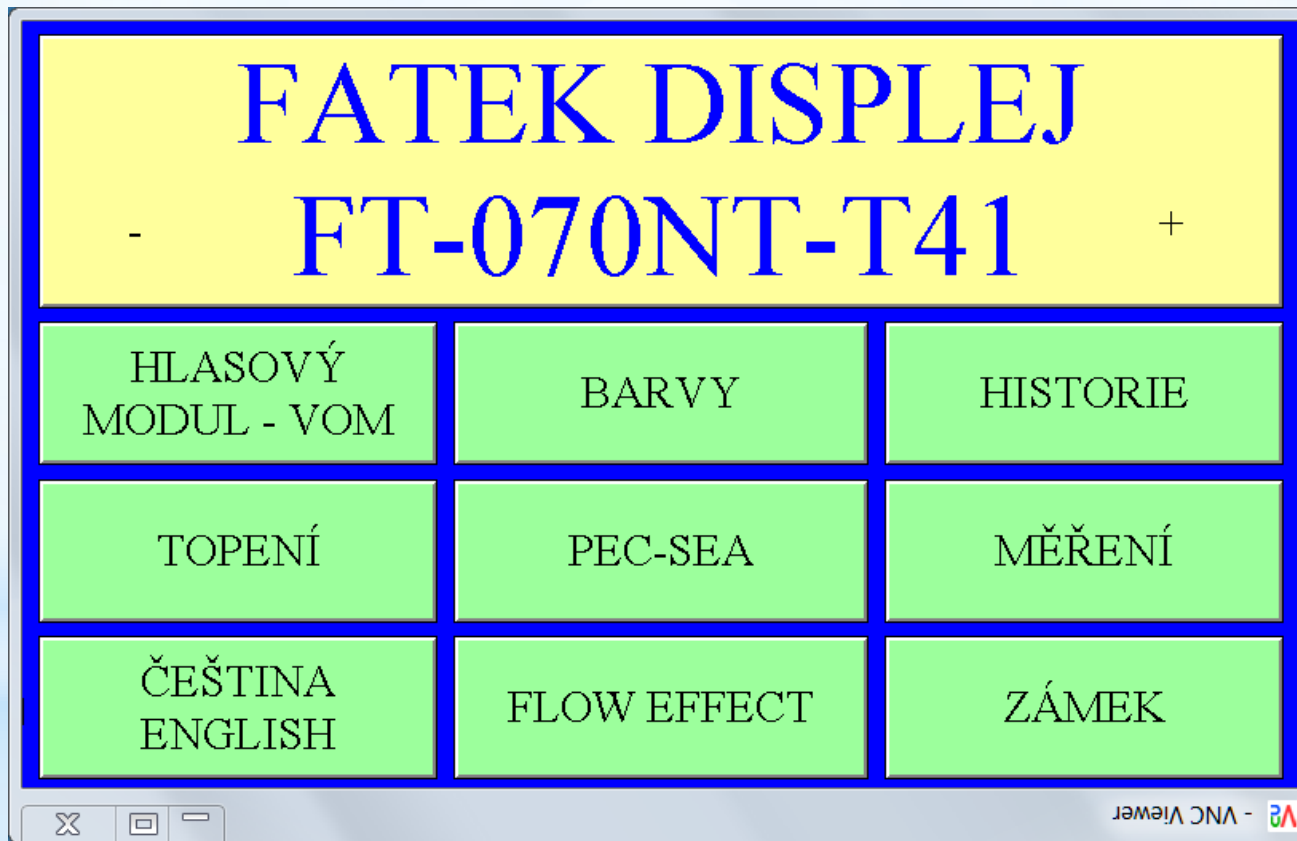 FATEK DISPLEJ
- FT-070NT-T41 +
HLASOVÝ
MODUL - VOM
BARVY
HISTORIE
TOPENÍ
PEC-SEA
MĚŘENÍ
ČEŠTINA
ENGLISH
FLOW EFFECT
ZÁMEK
- VNC Viewer